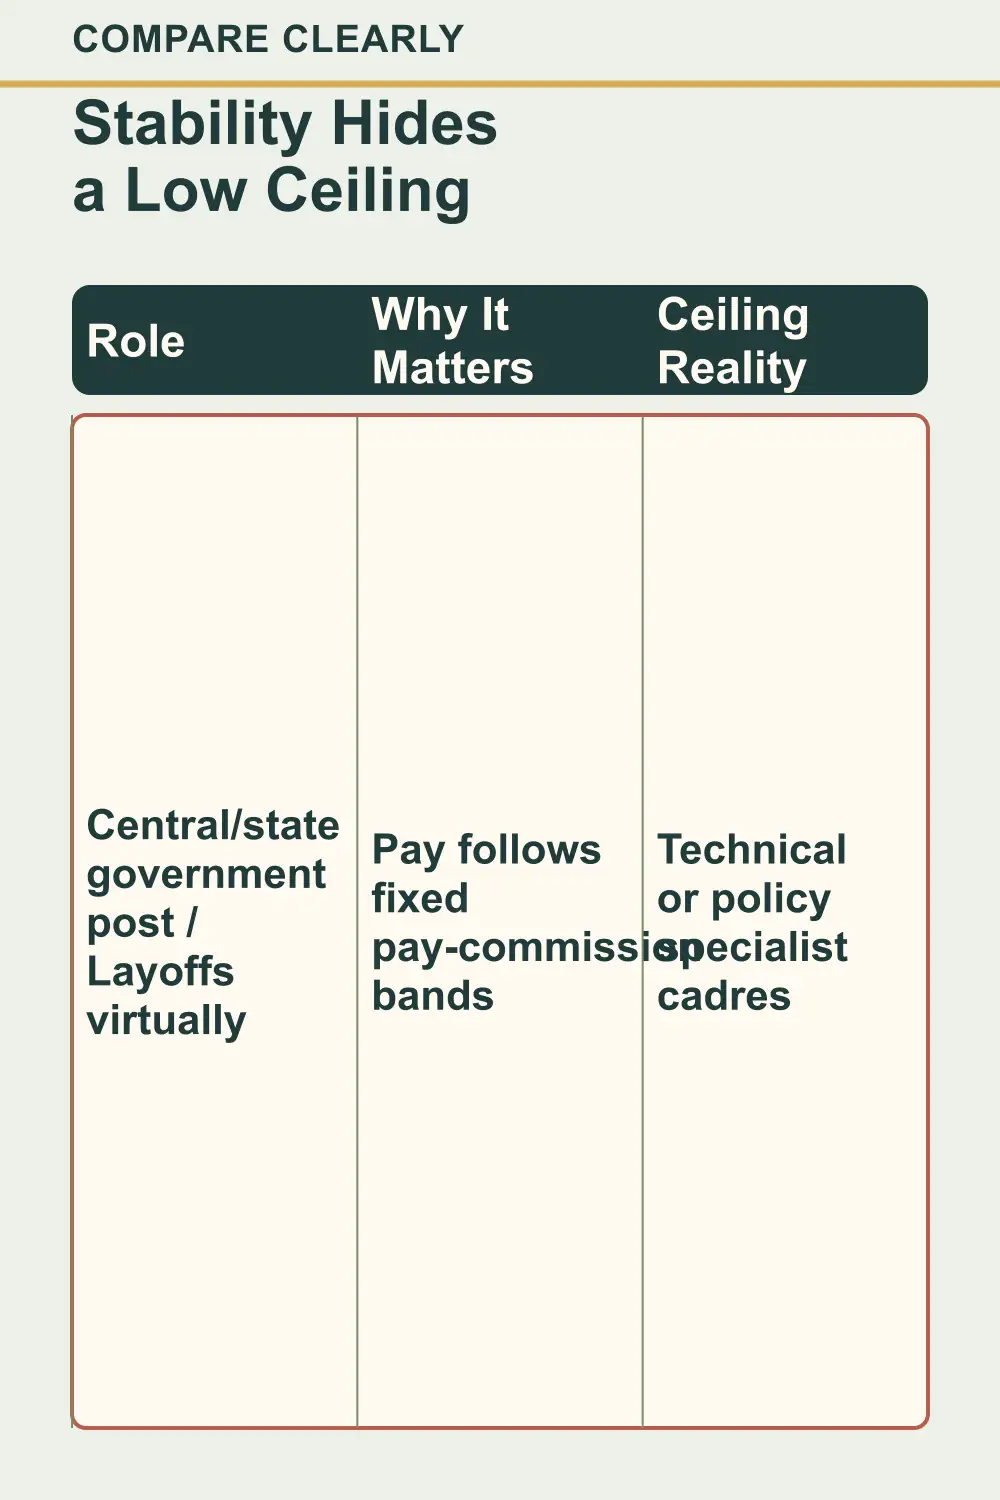 COMPARE CLEARLY
Stability Hides
a Low Ceiling
Role
Why It
Matters
Ceiling
Reality
Central/state
government
post /
Layoffs
virtually
Pay follows
fixed
pay-commission
bands
Technical
or policy
specialist
cadres